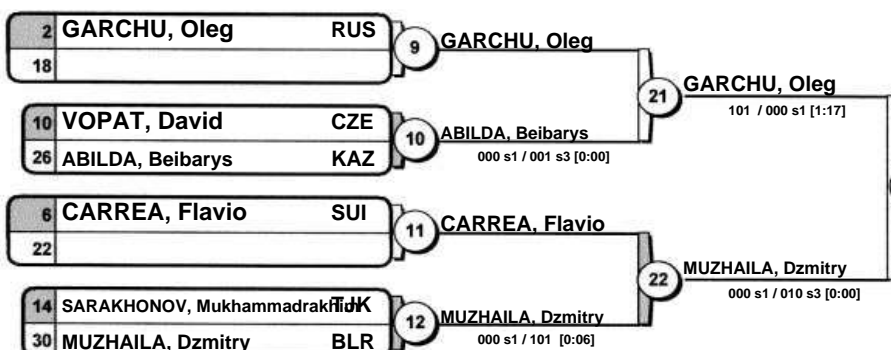 2 GARCHU, Oleg RUS
18
9
GARCHU, Oleg
10 VOPAT, David CZE
26 ABILDA, Beibarys KAZ
10
ABILDA, Beibarys
000 s1 / 001 s3 [0:00]
21
GARCHU, Oleg
101 / 000 s1 [1:17]
6 CARREA, Flavio SUI
22
11
CARREA, Flavio
14 SARAKHONOV, TJK
30 MUZHAILA, Dzmitry BLR
12
MUZHAILA, Dzmitry
000 s1 / 101 [0:06]
22
MUZHAILA, Dzmitry
000 s1 / 010 s3 [0:00]